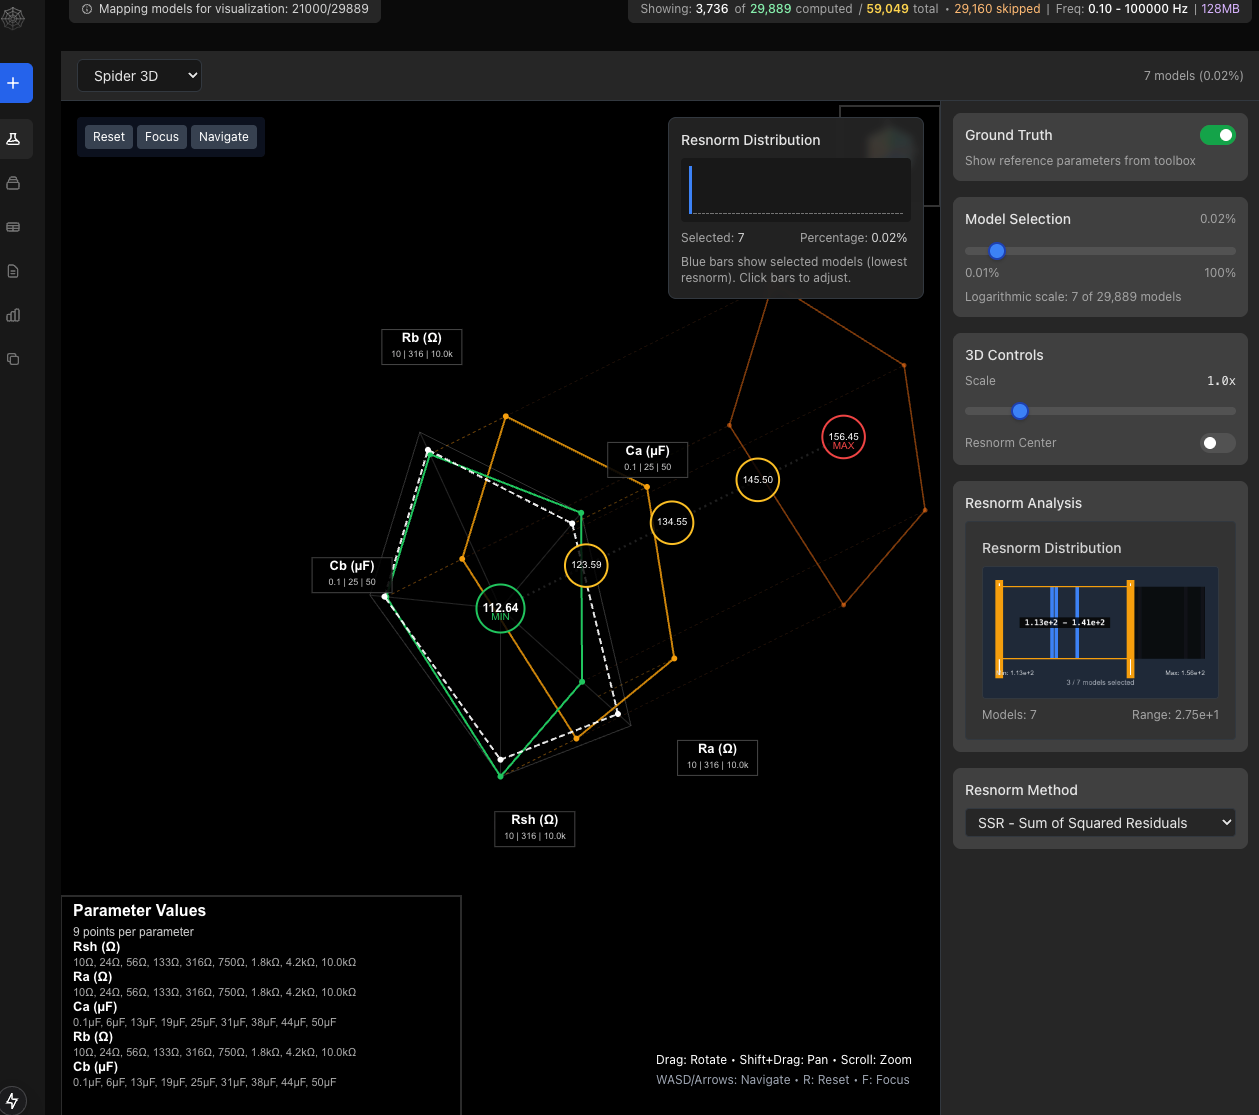 Mapping models for visualization: 21000/29889
Showing: 3,736 of 29,889 computed / 59,049 total • 29,160 skipped | Freq: 0.10 - 100000 Hz | 128MB
Spider 3D
7 models (0.02%)
Reset Focus Navigate
Resnorm Distribution
Selected: 7 Percentage: 0.02%
Blue bars show selected models (lowest
resnorm). Click bars to adjust.
Rb (Ω)
10 | 316 | 10.0k
Ca (µF)
0.1 | 25 | 50
156.45
MAX
145.50
134.55
123.59
112.64
MIN
Cb (µF)
0.1 | 25 | 50
Ra (Ω)
10 | 316 | 10.0k
Rsh (Ω)
10 | 316 | 10.0k
Parameter Values
9 points per parameter
Rsh (Ω)
10Ω, 24Ω, 56Ω, 133Ω, 316Ω, 750Ω, 1.8kΩ, 4.2kΩ, 10.0kΩ
Ra (Ω)
10Ω, 24Ω, 56Ω, 133Ω, 316Ω, 750Ω, 1.8kΩ, 4.2kΩ, 10.0kΩ
Ca (µF)
0.1µF, 6µF, 13µF, 19µF, 25µF, 31µF, 38µF, 44µF, 50µF
Rb (Ω)
10Ω, 24Ω, 56Ω, 133Ω, 316Ω, 750Ω, 1.8kΩ, 4.2kΩ, 10.0kΩ
Cb (µF)
0.1µF, 6µF, 13µF, 19µF, 25µF, 31µF, 38µF, 44µF, 50µF
Drag: Rotate • Shift+Drag: Pan • Scroll: Zoom
WASD/Arrows: Navigate • R: Reset • F: Focus
Ground Truth
Show reference parameters from toolbox
Model Selection 0.02%
0.01% 100%
Logarithmic scale: 7 of 29,889 models
3D Controls
Scale 1.0x
Resnorm Center
Resnorm Analysis
Resnorm Distribution
1.13e+2 − 1.41e+2
1.13e+2 Max: 1.56e+2
3 / 7 models selected
Models: 7 Range: 2.75e+1
Resnorm Method
SSR - Sum of Squared Residuals